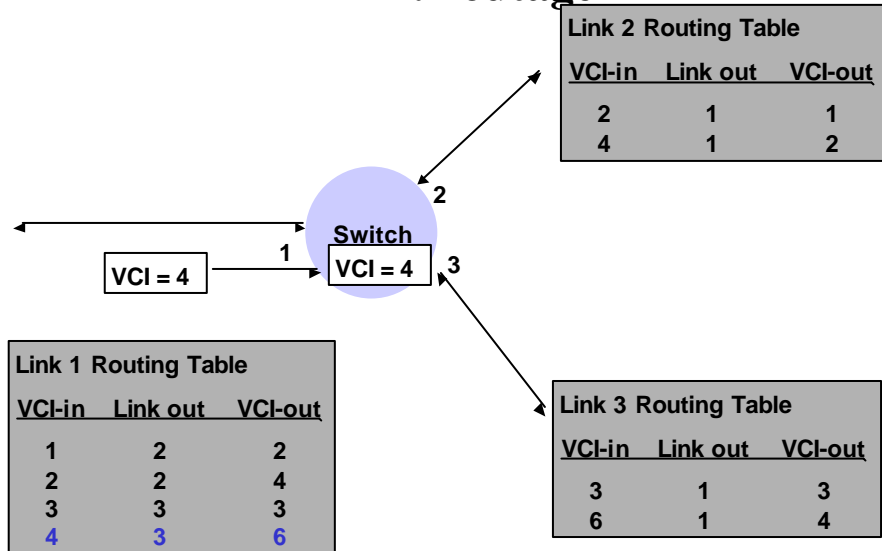 Link 2 Routing Table
VCI-in Link out VCI-out
2 1 1
4 1 2
2
Switch
1
VCI = 4
VCI = 4
3
Link 1 Routing Table
VCI-in Link out VCI-out
1 2 2
2 2 4
3 3 3
4 3 6
Link 3 Routing Table
VCI-in Link out VCI-out
3 1 3
6 1 4